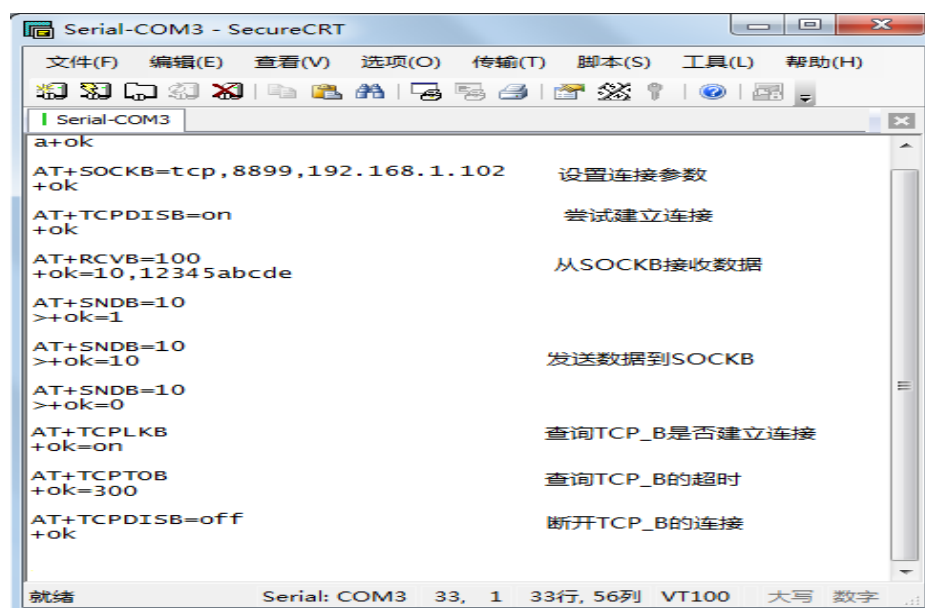 Serial-COM3 - SecureCRT
文件(F) 编辑(E) 查看(V) 选项(O) 传输(T) 脚本(S) 工具(L) 帮助(H)
Serial-COM3
a+ok
AT+SOCKB=tcp,8899,192.168.1.102 设置连接参数
+ok
AT+TCPDISB=on 尝试建立连接
+ok
AT+RCVB=100 从SOCKB接收数据
+ok=10,12345abcde
AT+SNDB=10
>+ok=1
AT+SNDB=10
>+ok=10 发送数据到SOCKB
AT+SNDB=10
>+ok=0
AT+TCPLKB 查询TCP_B是否建立连接
+ok=on
AT+TCPTOB 查询TCP_B的超时
+ok=300
AT+TCPDISB=off 断开TCP_B的连接
+ok
就绪 Serial: COM3 33, 1 33行, 56列 VT100 大写 数字